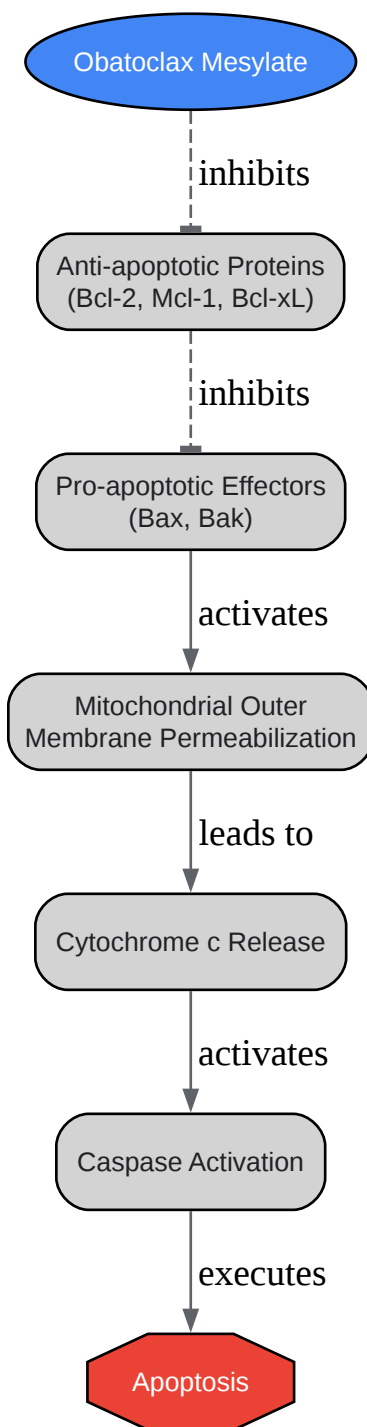 Obatoclax Mesylate
inhibits
Anti-apoptotic Proteins
(Bcl-2, Mcl-1, Bcl-xL)
inhibits
Pro-apoptotic Effectors
(Bax, Bak)
activates
Mitochondrial Outer
Membrane Permeabilization
leads to
Cytochrome c Release
activates
Caspase Activation
executes
Apoptosis